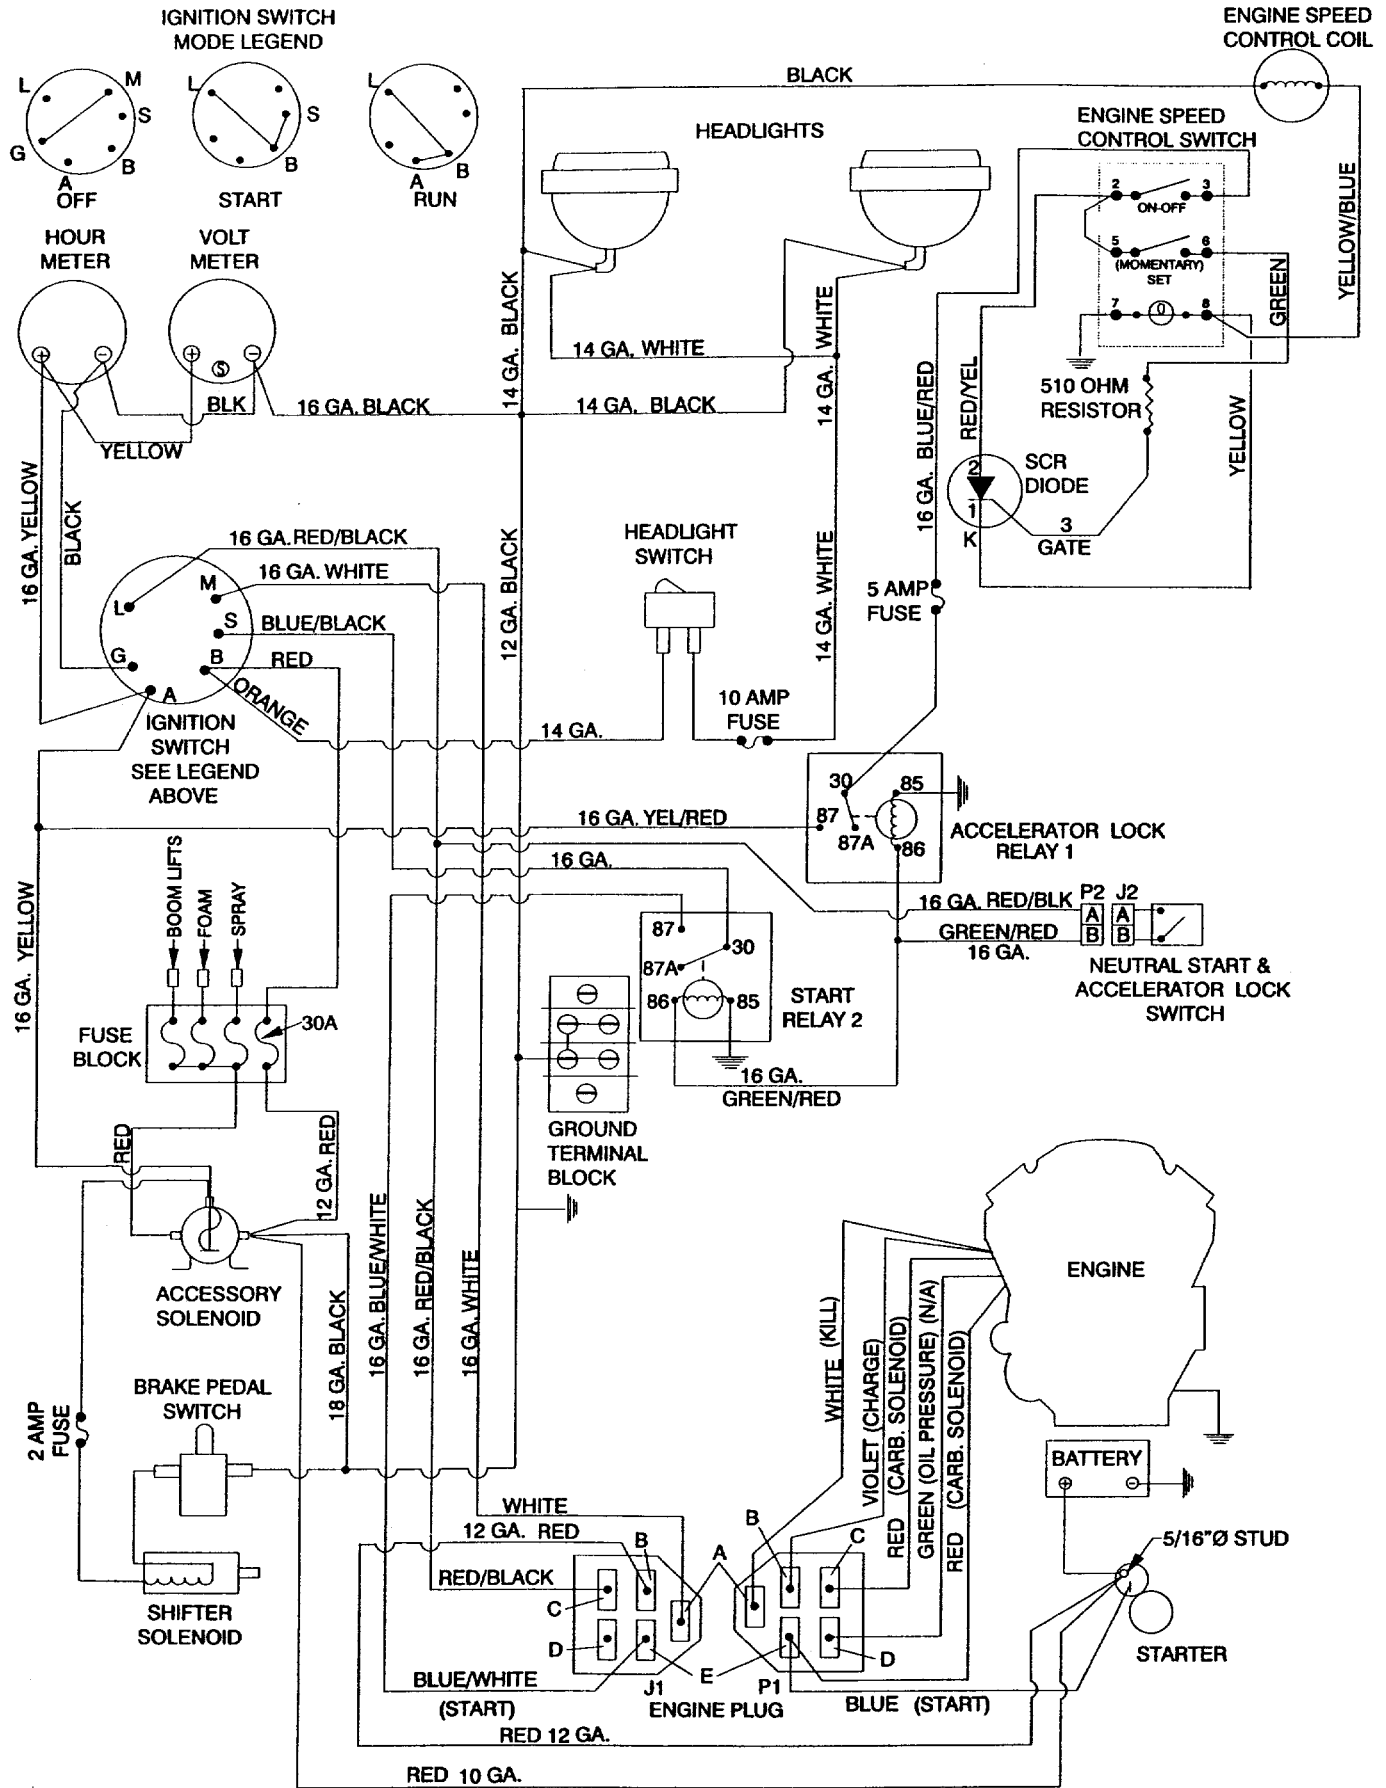 IGNITION SWITCH
MODE LEGEND
ENGINE SPEED
CONTROL COIL
L
M
S
G
A
B
OFF
L
S
B
START
L
A
B
RUN
BLACK
HEADLIGHTS
ENGINE SPEED
CONTROL SWITCH
2
3
ON-OFF
5
6
(MOMENTARY)
SET
7
8
YELLOW/BLUE
GREEN
HOUR
METER
VOLT
METER
+
-
+
-
S
BLK
16 GA. BLACK
YELLOW
14 GA. BLACK
14 GA. WHITE
14 GA. BLACK
14 GA. WHITE
16 GA. BLUE/RED
RED/YEL
510 OHM
RESISTOR
YELLOW
SCR
DIODE
2
1
K
3
GATE
16 GA. YELLOW
BLACK
16 GA. RED/BLACK
16 GA. WHITE
BLUE/BLACK
RED
ORANGE
L
M
S
B
G
A
IGNITION
SWITCH
SEE LEGEND
ABOVE
12 GA. BLACK
HEADLIGHT
SWITCH
14 GA. WHITE
5 AMP
FUSE
10 AMP
FUSE
14 GA.
16 GA. YEL/RED
30
85
87
87A
86
ACCELERATOR LOCK
RELAY 1
16 GA.
16 GA. RED/BLK
GREEN/RED
16 GA.
P2
J2
A
B
A
B
NEUTRAL START &
ACCELERATOR LOCK
SWITCH
16 GA. YELLOW
BOOM LIFTS
FOAM
SPRAY
FUSE
BLOCK
30A
87
30
87A
86
85
START
RELAY 2
16 GA.
GREEN/RED
GROUND
TERMINAL
BLOCK
RED
12 GA. RED
ACCESSORY
SOLENOID
18 GA. BLACK
16 GA. BLUE/WHITE
16 GA. RED/BLACK
16 GA. WHITE
ENGINE
WHITE (KILL)
VIOLET (CHARGE)
RED (CARB. SOLENOID)
GREEN (OIL PRESSURE) (N/A)
RED (CARB. SOLENOID)
2 AMP
FUSE
BRAKE PEDAL
SWITCH
SHIFTER
SOLENOID
BATTERY
+
-
5/16"Ø STUD
STARTER
WHITE
12 GA. RED
RED/BLACK
B
A
B
C
C
D
E
D
BLUE/WHITE
(START)
J1
P1
ENGINE PLUG
BLUE (START)
RED 12 GA.
RED 10 GA.